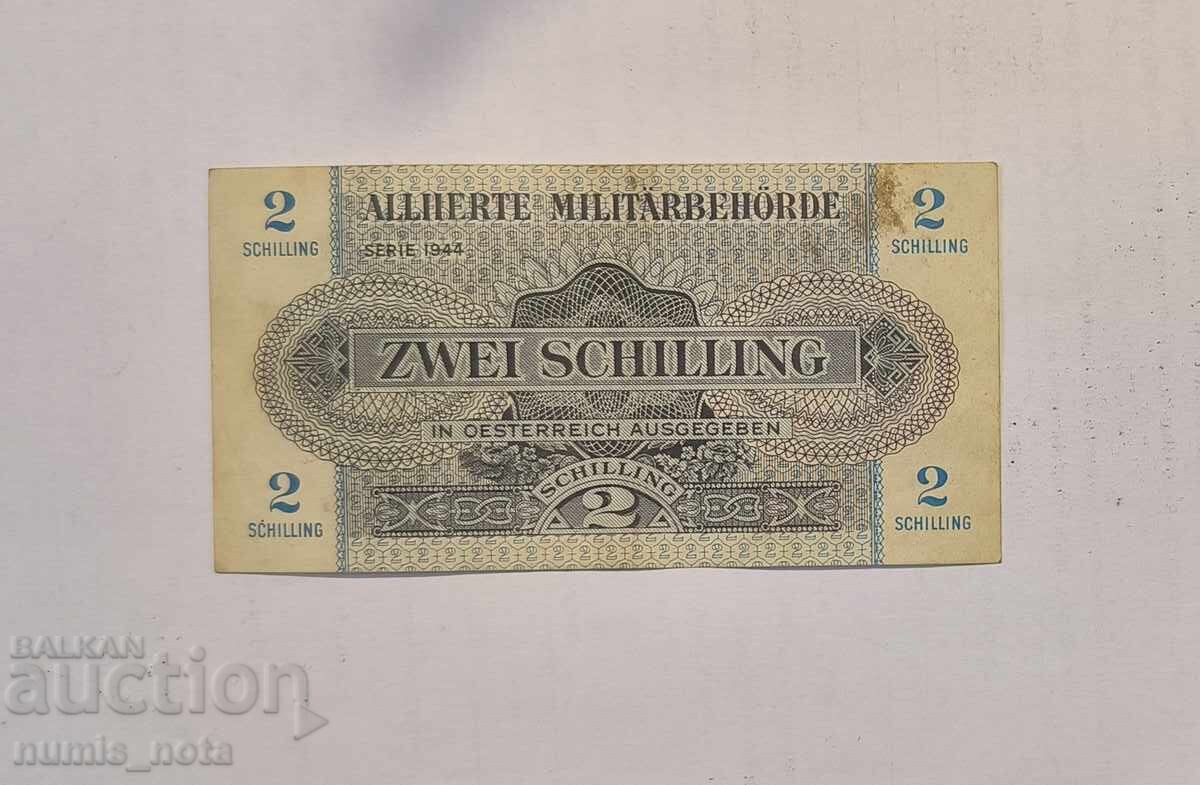 2
SCHILLING
ALLIIERTE MILITÄRBEHÖRDE
2
SCHILLING
SERIE 1944
ZWEI SCHILLING
IN OESTERREICH AUSGEGEBEN
2
SCHILLING
SCHILLING
2
2
SCHILLING
BALKAN
auction
numis_nota